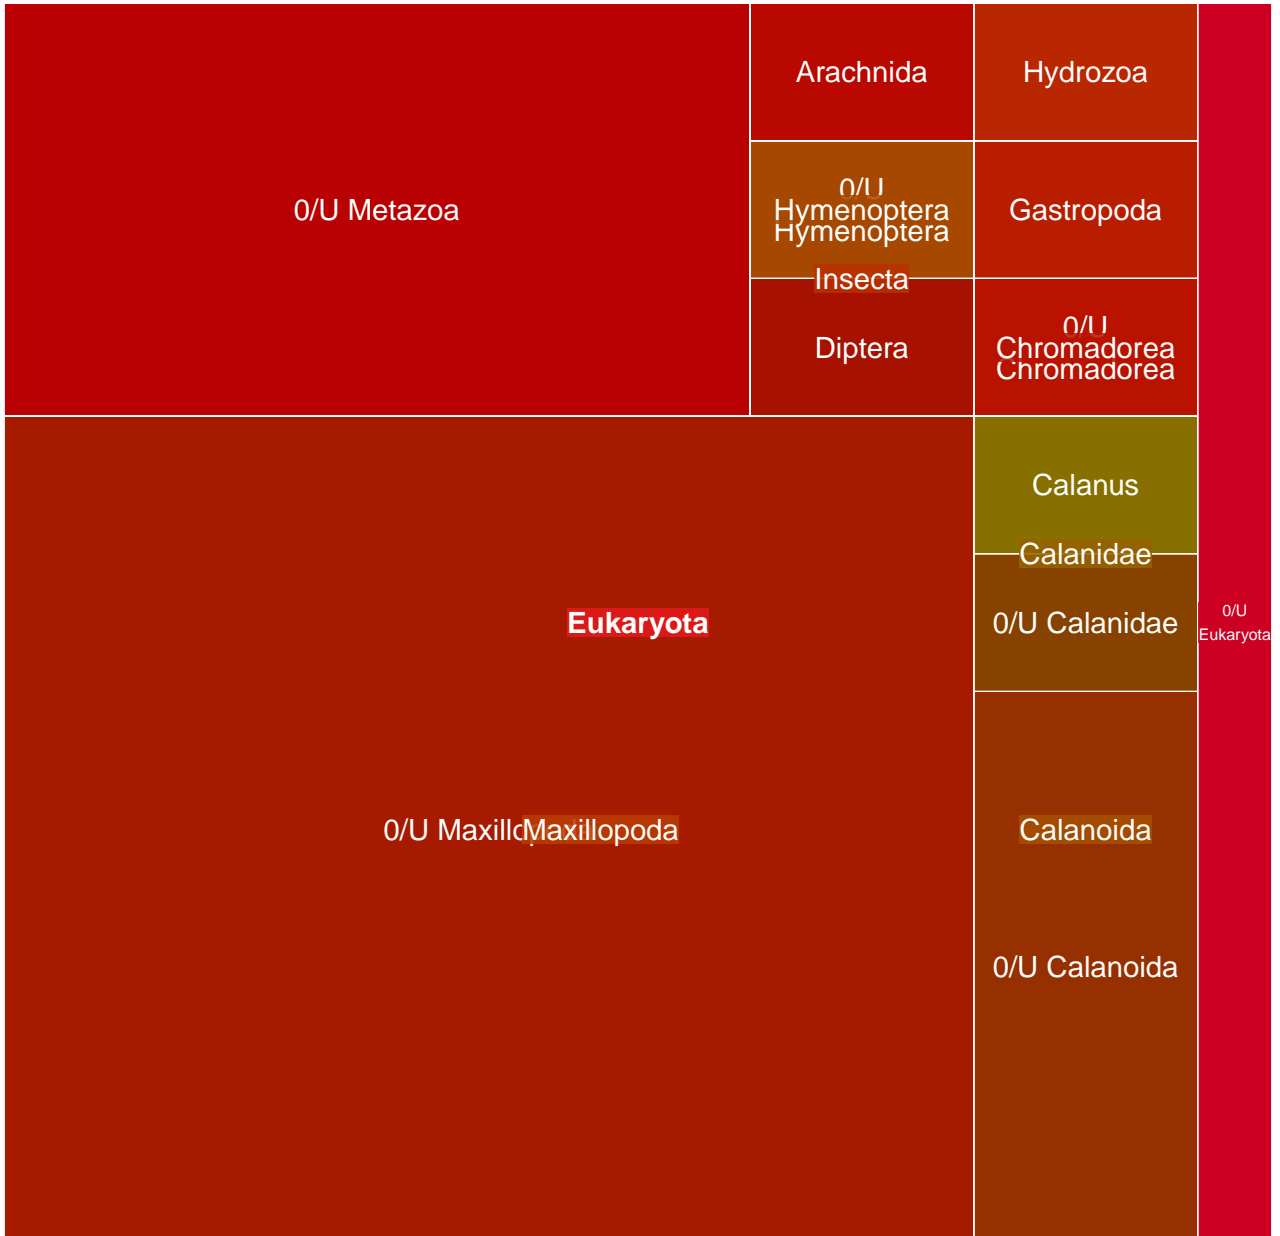 Arachnida
Hydrozoa
0/U Metazoa
0/U
Hymenoptera
Hymenoptera
Gastropoda
Insecta
Diptera
0/U
Chromadorea
Chromadorea
Calanus
Calanidae
Eukaryota
0/U Calanidae
0/U
Eukaryota
0/U
Maxillopoda
Calanoida
0/U Calanoida